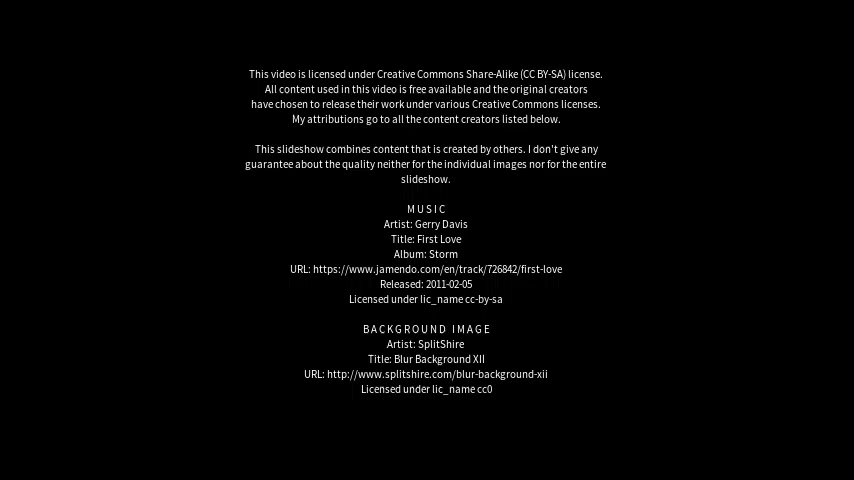 This video is licensed under Creative Commons Share-Alike (CC BY-SA) license.
All content used in this video is free available and the original creators
have chosen to release their work under various Creative Commons licenses.
My attributions go to all the content creators listed below.
This slideshow combines content that is created by others. I don't give any
guarantee about the quality neither for the individual images nor for the entire
slideshow.
MUSIC
Artist: Gerry Davis
Title: First Love
Album: Storm
URL: https://www.jamendo.com/en/track/726842/first-love
Released: 2011-02-05
Licensed under lic_name cc-by-sa
BACKGROUND IMAGE
Artist: SplitShire
Title: Blur Background XII
URL: http://www.splitshire.com/blur-background-xii
Licensed under lic_name cc0